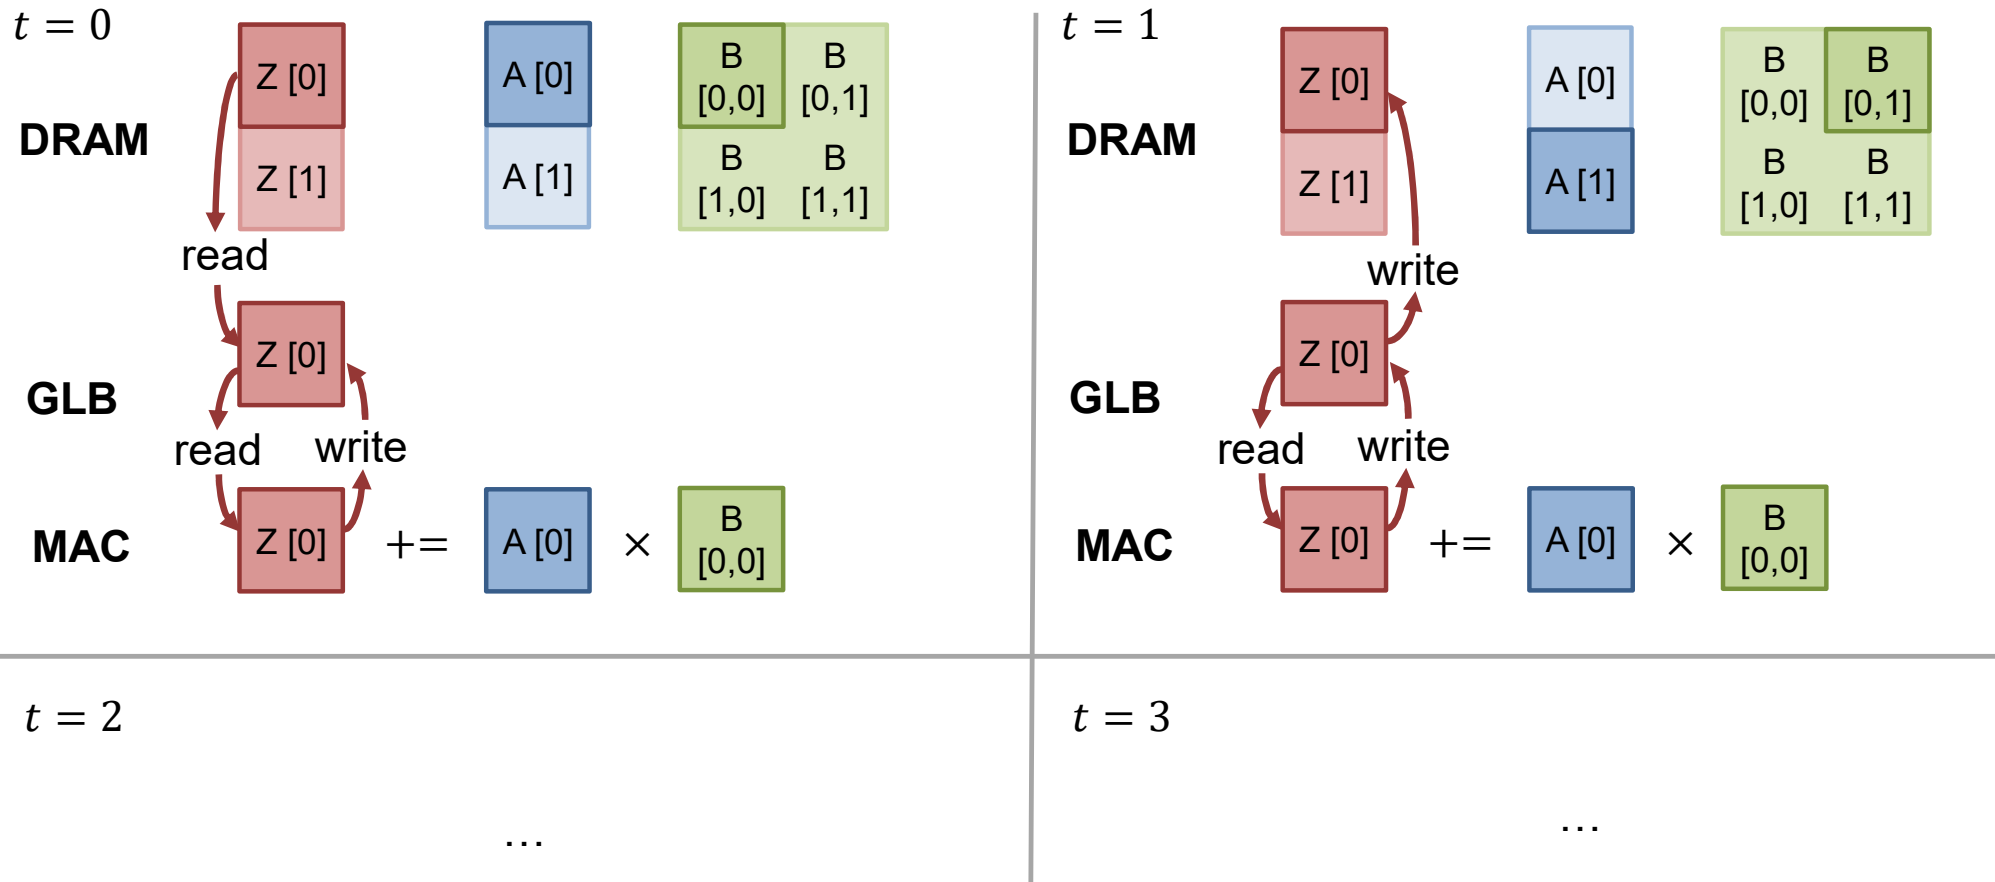 t = 0
DRAM
Z [0]
Z [1]
A [0]
A [1]
B [0,0]
B [0,1]
B [1,0]
B [1,1]
read
Z [0]
GLB
read
write
MAC
Z [0] += A [0] × B [0,0]
t = 1
DRAM
Z [0]
Z [1]
A [0]
A [1]
B [0,0]
B [0,1]
B [1,0]
B [1,1]
write
Z [0]
GLB
read
write
MAC
Z [0] += A [0] × B [0,0]
t = 2
...
t = 3
...